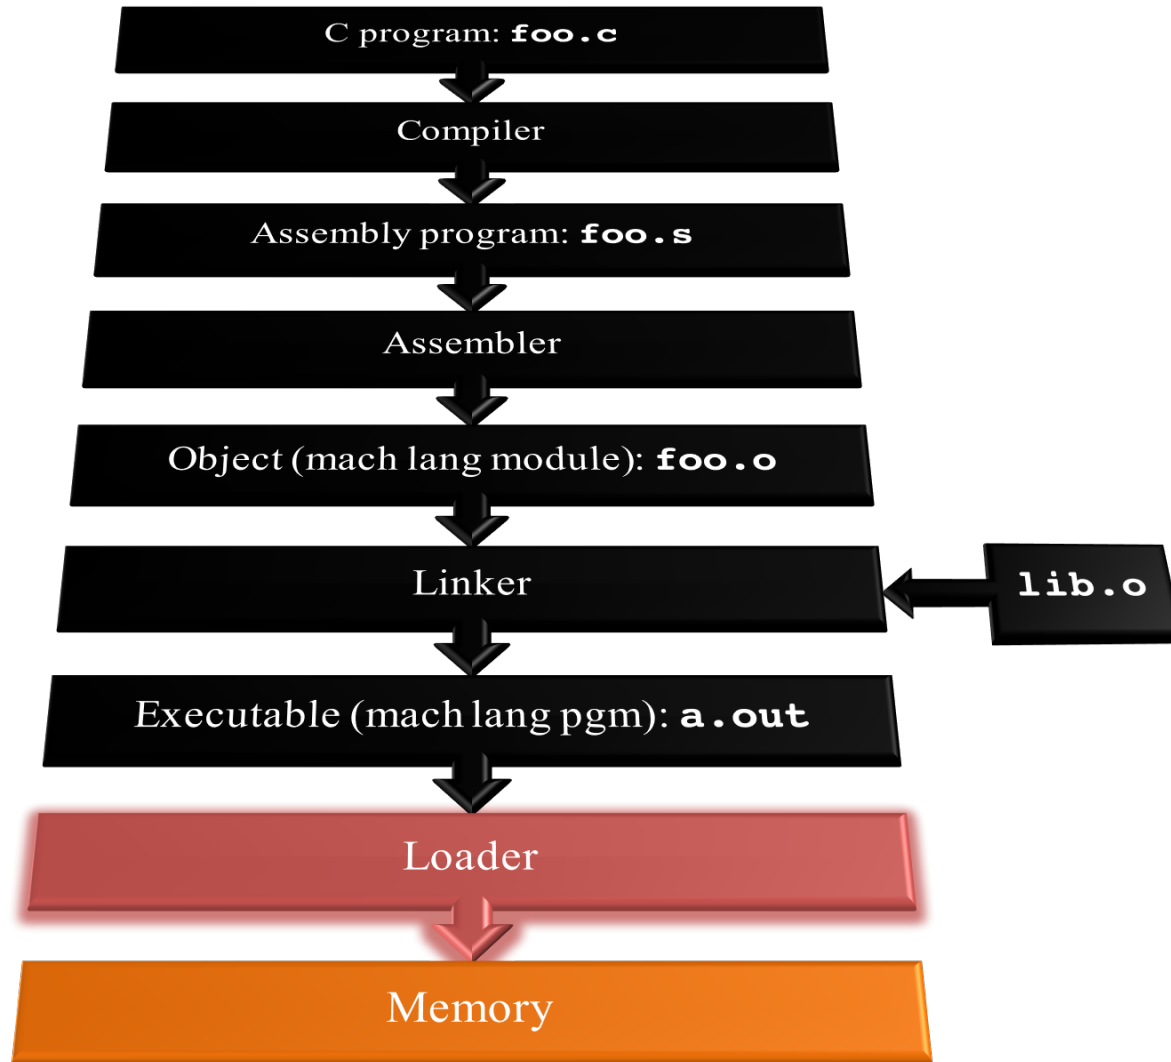 C program: foo.c
Compiler
Assembly program: foo.s
Assembler
Object (mach lang module): foo.o
Linker
lib.o
Executable (mach lang pgm): a.out
Loader
Memory